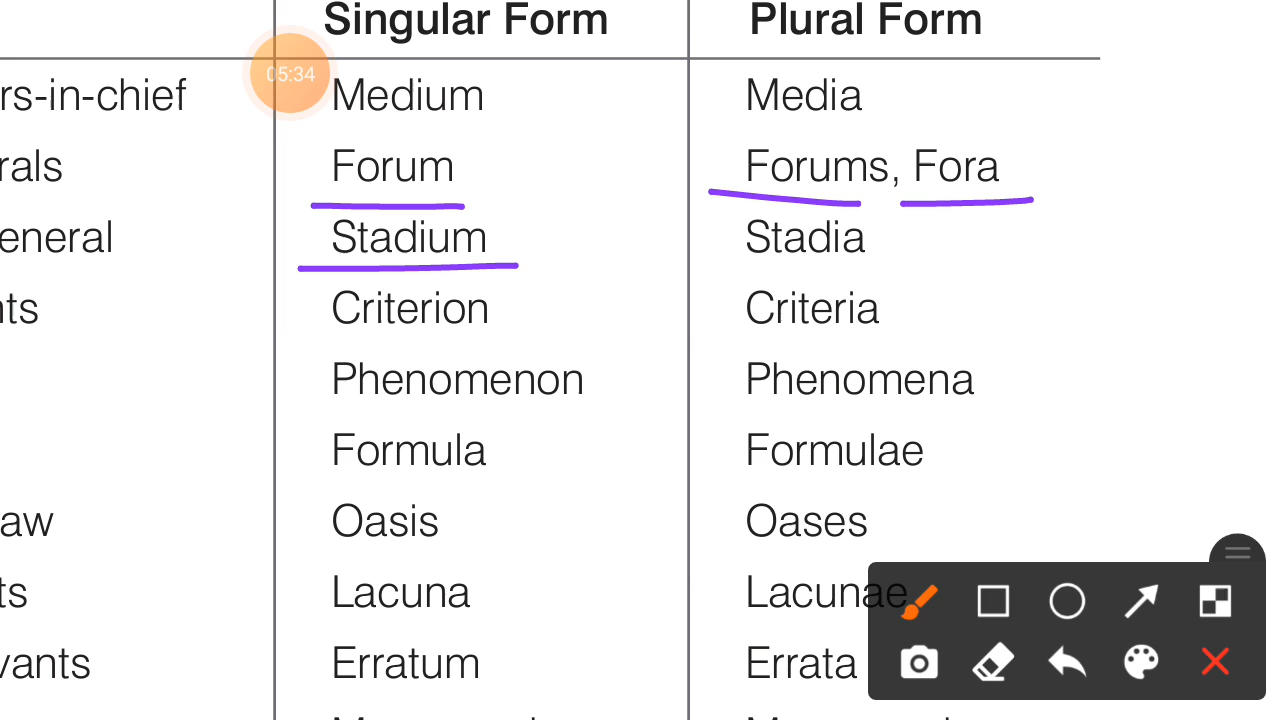 Singular Form Plural Form
05:34
rs-in-chief Medium Media
rals Forum Forums, Fora
eneral Stadium Stadia
nts Criterion Criteria
Phenomenon Phenomena
Formula Formulae
aw Oasis Oases
ts Lacuna Lacunae
vants Erratum Errata